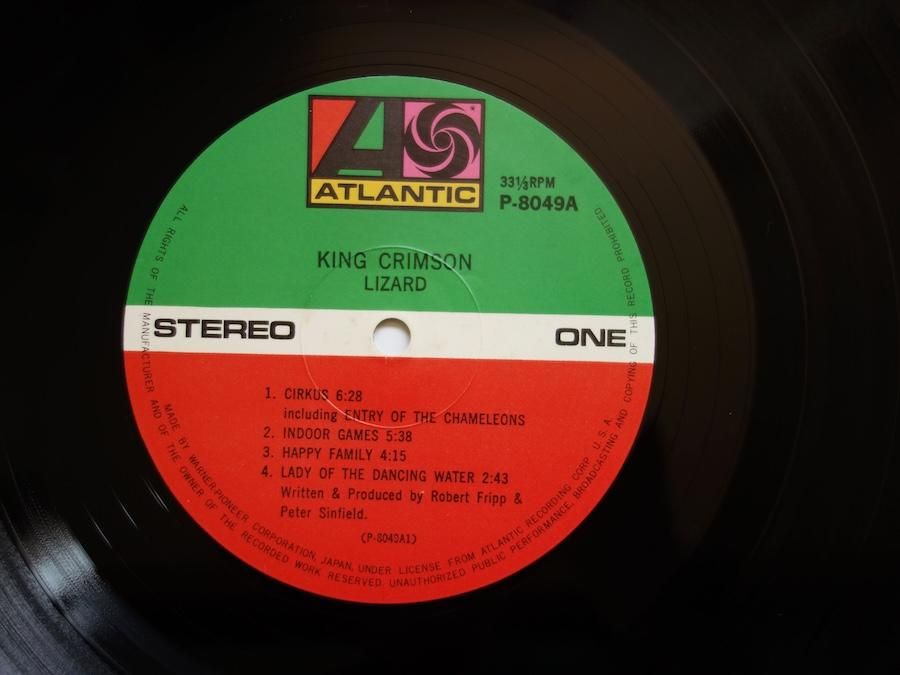 ATLANTIC
33⅓RPM
P-8049A
KING CRIMSON
LIZARD
STEREO
ONE
1. CIRKUS 6:28
including ENTRY OF THE CHAMELEONS
2. INDOOR GAMES 5:38
3. HAPPY FAMILY 4:15
4. LADY OF THE DANCING WATER 2:43
Written & Produced by Robert Fripp &
Peter Sinfield.
(P-8049A1)
ALL RIGHTS OF THE MANUFACTURER AND OF THE OWNER OF THE RECORDED WORK RESERVED. UNAUTHORIZED PUBLIC PERFORMANCE, BROADCASTING AND COPYING OF THIS RECORD PROHIBITED.
MADE BY WARNER-PIONEER CORPORATION, JAPAN, UNDER LICENSE FROM ATLANTIC RECORDING CORP. U.S.A.